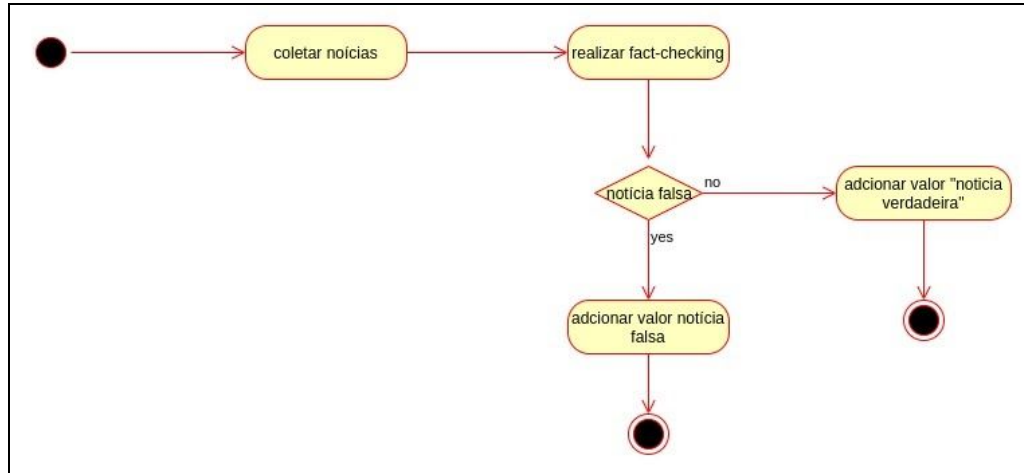 coletar noícias
realizar fact-checking
notícia falsa
no
adcionar valor "noticia
verdadeira"
yes
adcionar valor notícia
falsa